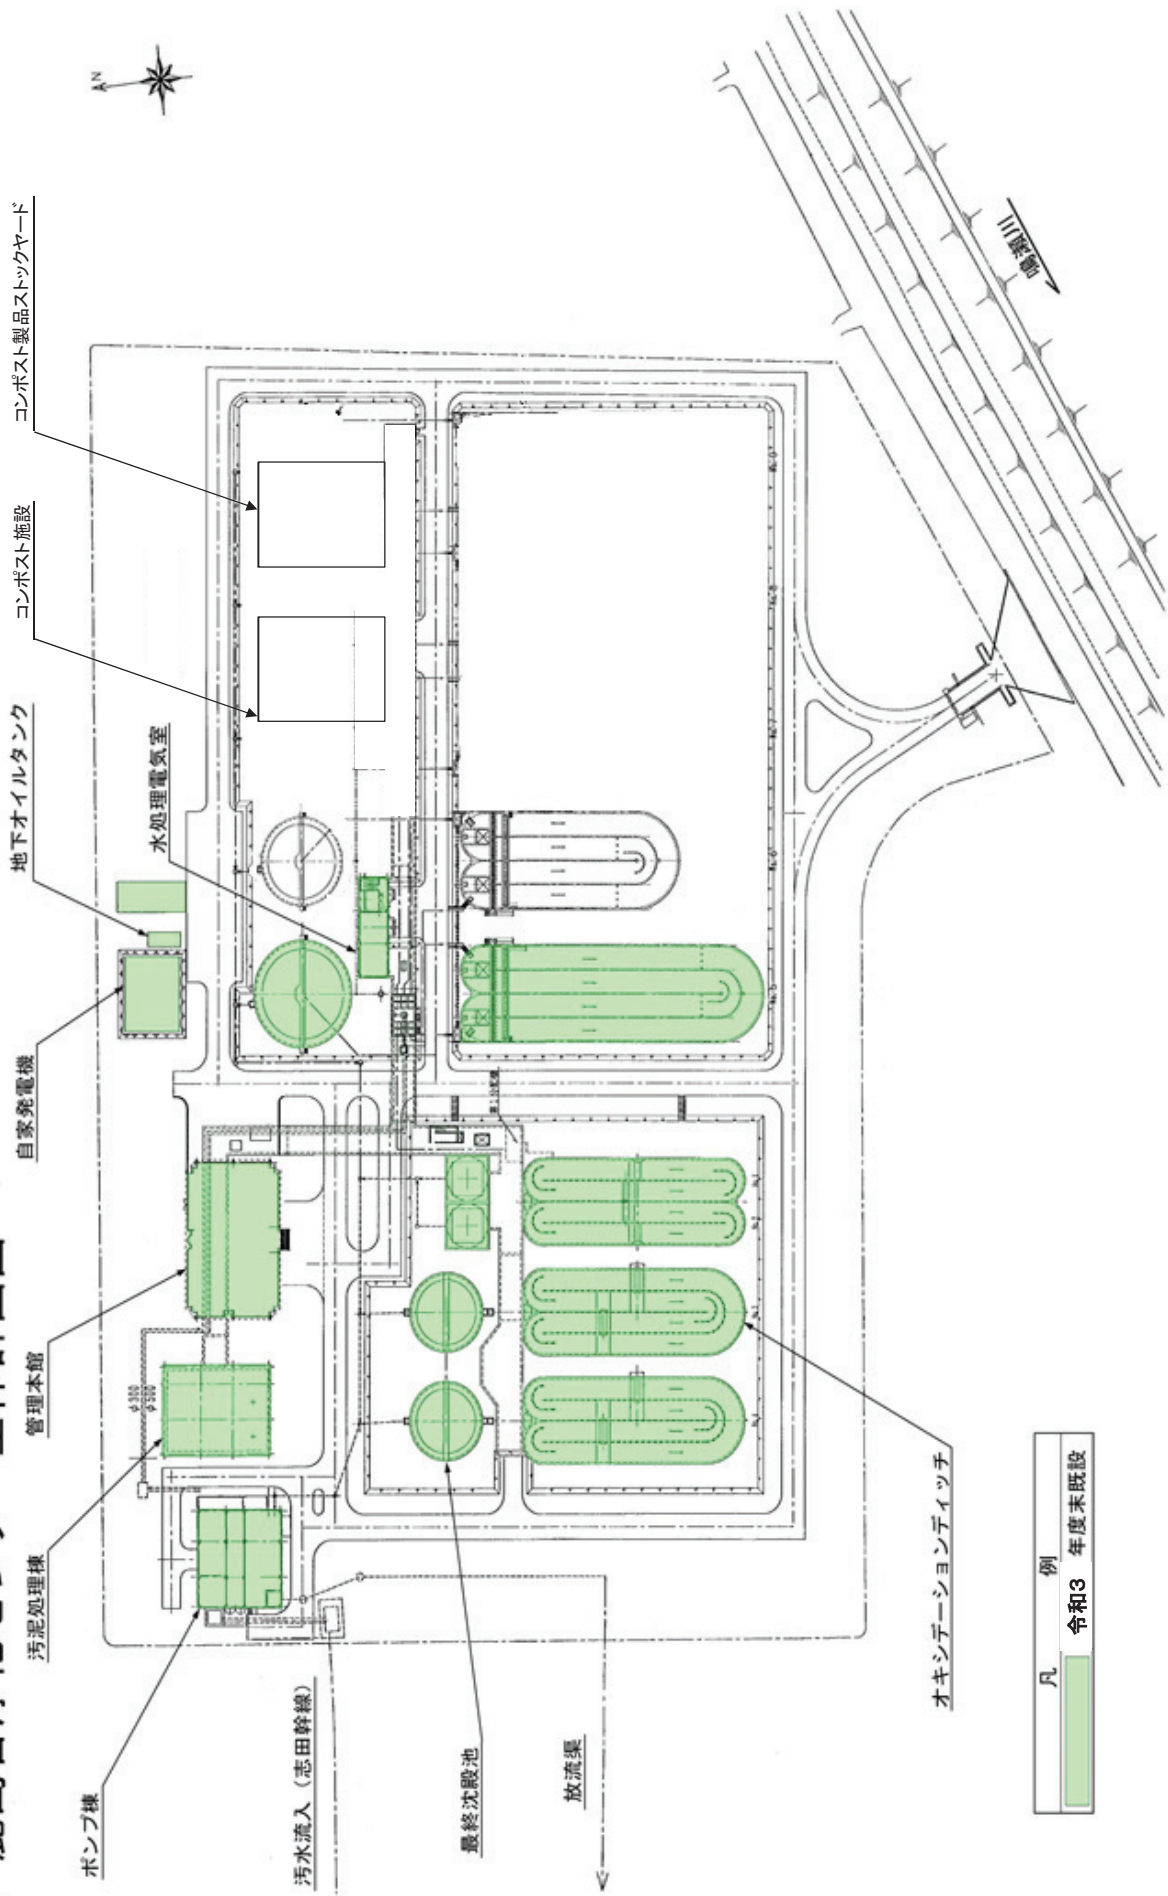 N
コンポスト製品ストックヤード
コンポスト施設
地下オイルタンク
水処理電気室
自家発電機
管理本館
汚泥処理棟
ポンプ棟
φ300
φ500
汚水流入（志田幹線）
最終沈殿池
放流渠
オキシデーションディッチ
鳴瀬川
凡例
令和3 年度末既設